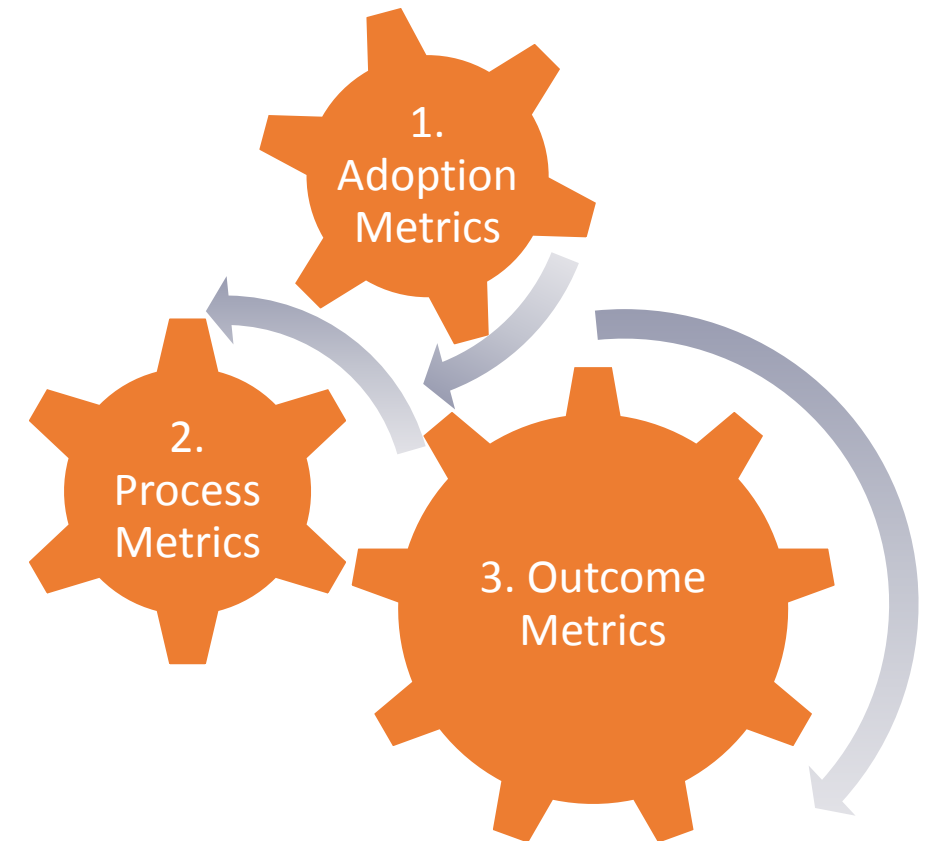 1.
Adoption
Metrics
2.
Process
Metrics
3. Outcome
Metrics